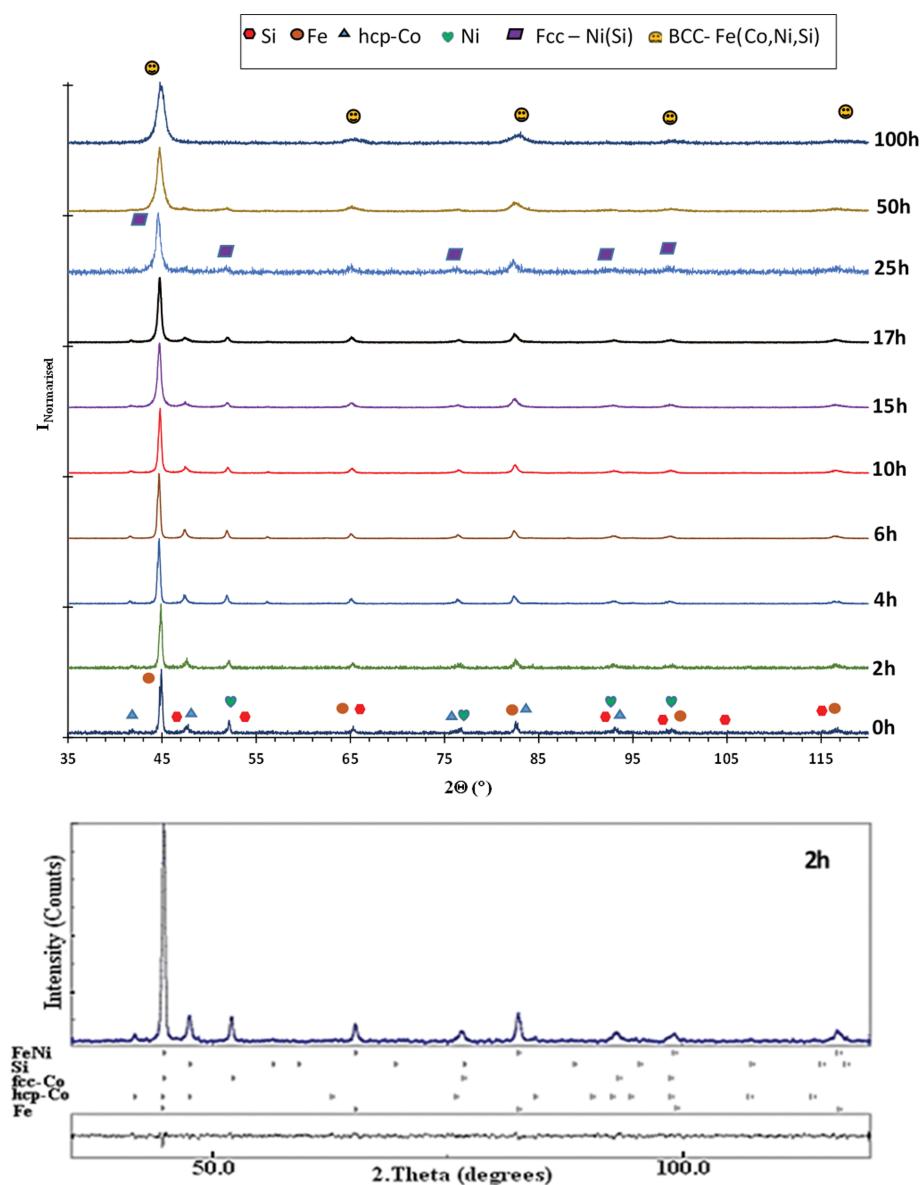 Si Fe hcp-Co Ni Fcc – Ni(Si) BCC- Fe(Co,Ni,Si)
100h
50h
25h
17h
15h
10h
6h
4h
2h
0h
I Normarised
35 45 55 65 75 85 95 105 115
2Θ (°)
2h
Intensity (Counts)
FeNi
Si
fcc-Co
hcp-Co
Fe
50.0 100.0
2.Theta (degrees)